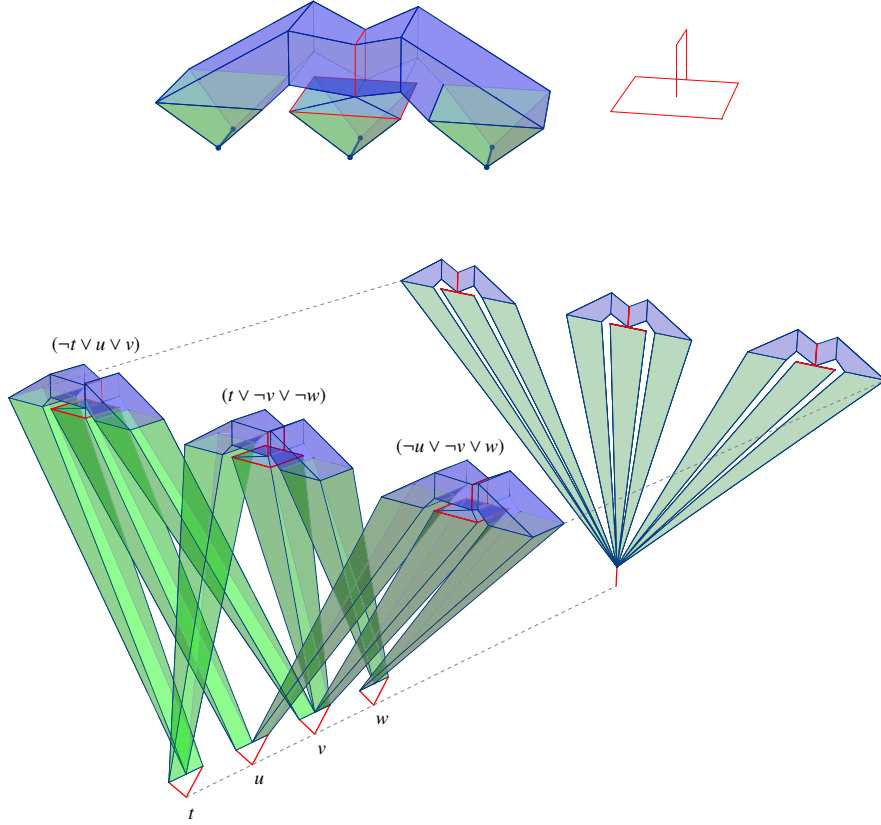 (¬t ∨ u ∨ v)
(t ∨ ¬v ∨ ¬w)
(¬u ∨ ¬v ∨ w)
w
v
u
t